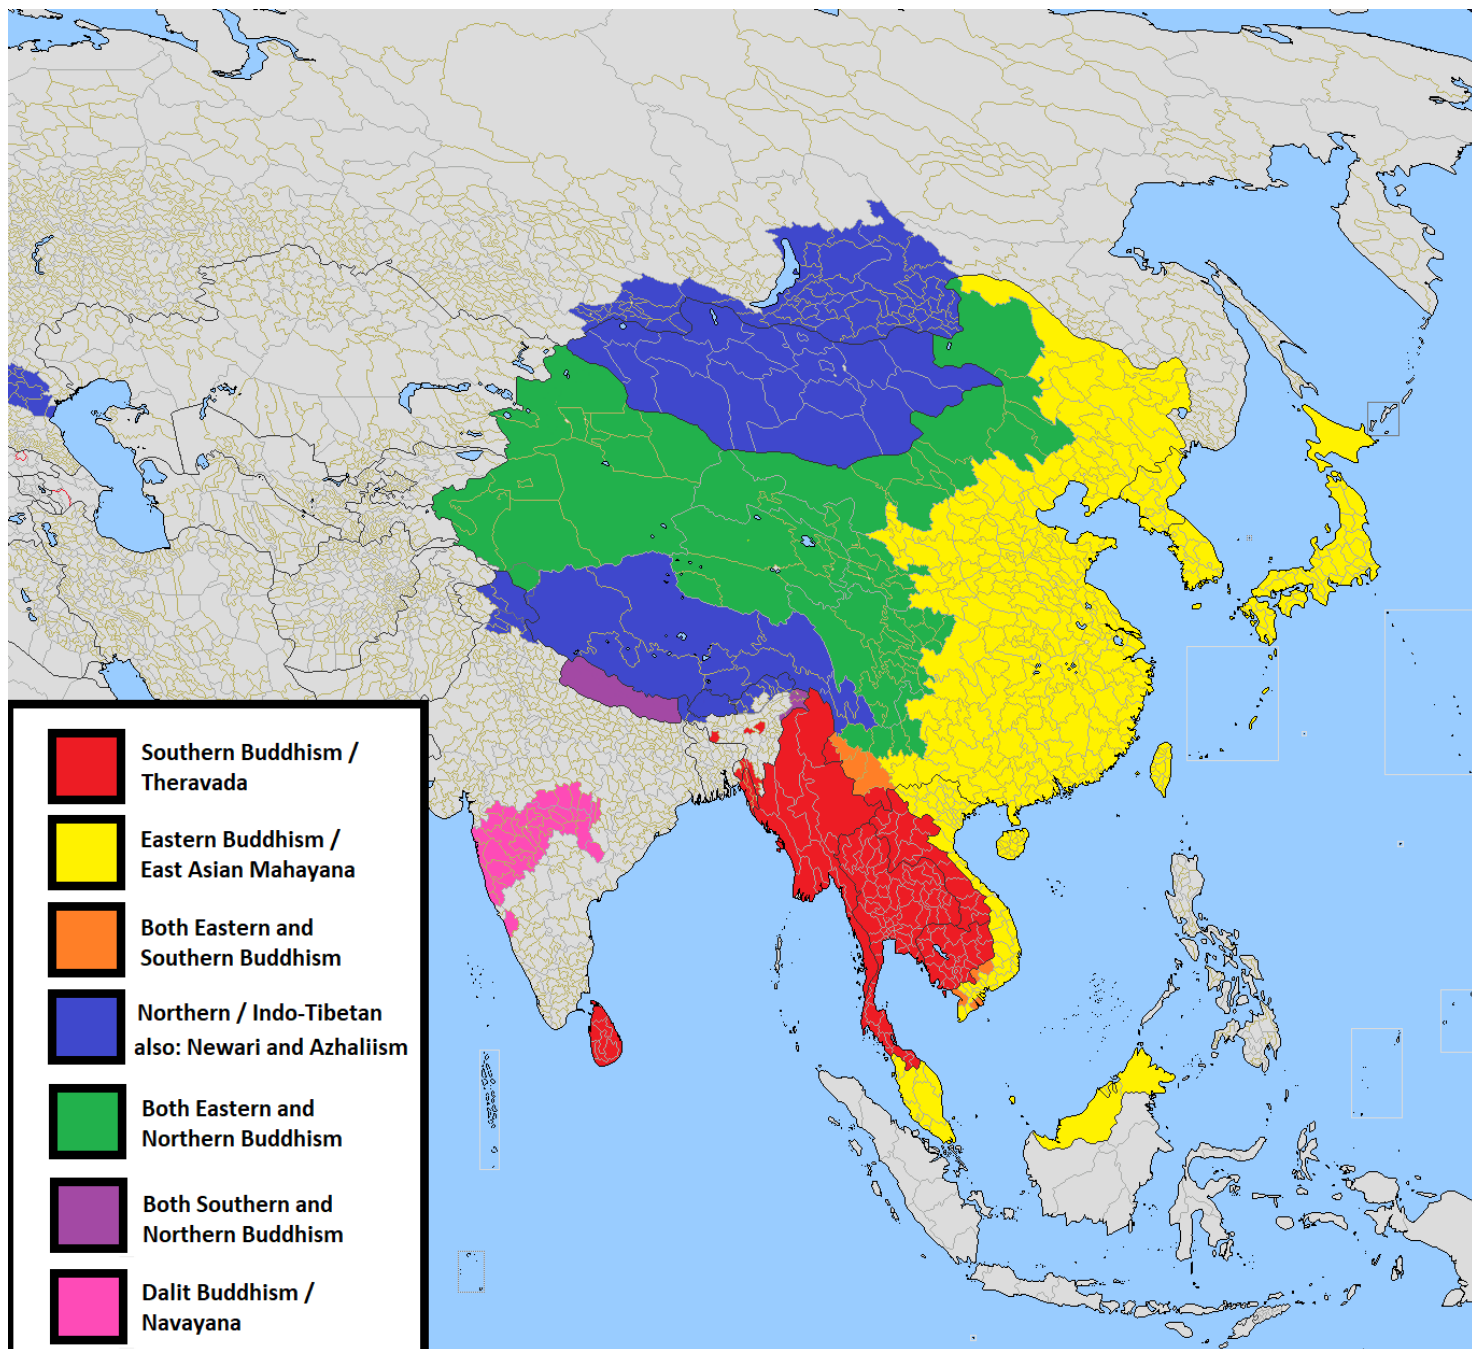 Southern Buddhism /
Theravada
Eastern Buddhism /
East Asian Mahayana
Both Eastern and
Southern Buddhism
Northern / Indo-Tibetan
also: Newari and Azhaliism
Both Eastern and
Northern Buddhism
Both Southern and
Northern Buddhism
Dalit Buddhism /
Navayana